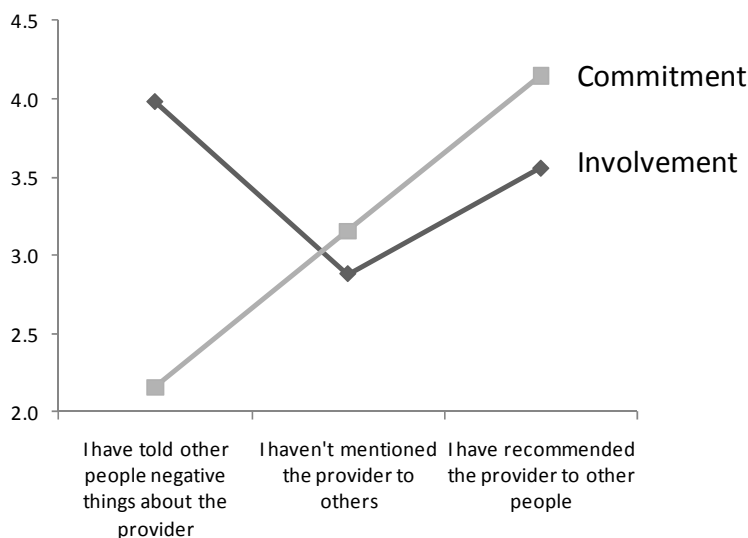 4.5
4.0
3.5
3.0
2.5
2.0
Commitment
Involvement
I have told other
people negative
things about the
provider
I haven't mentioned
the provider to
others
I have recommended
the provider to other
people